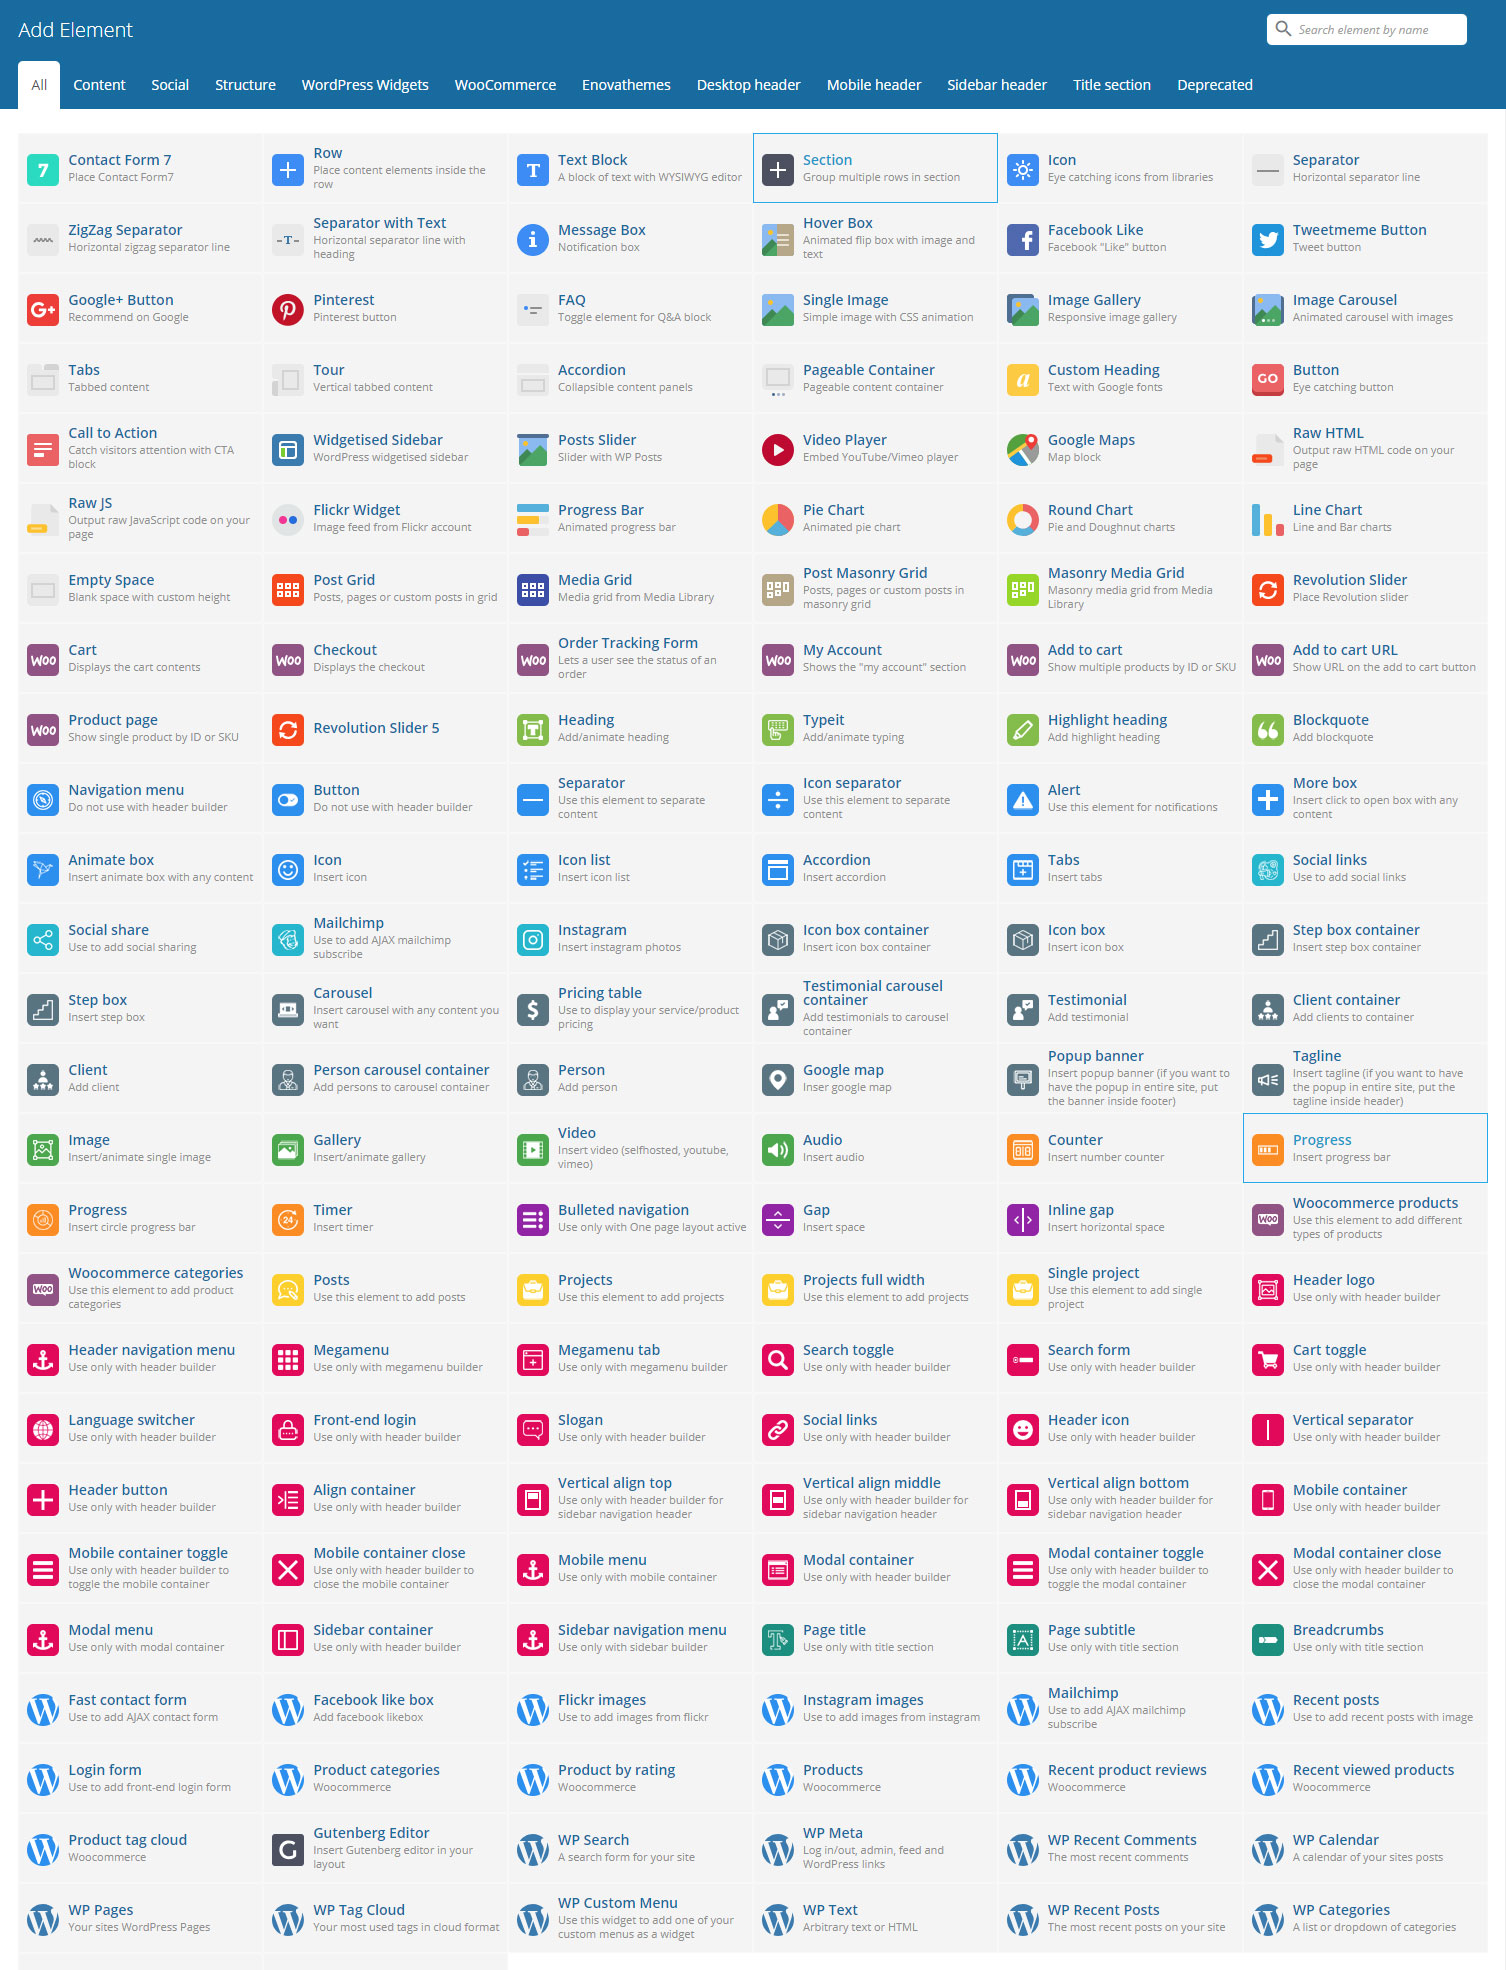 Add Element
Search element by name
All Content Social Structure WordPress Widgets WooCommerce Enovathemes Desktop header Mobile header Sidebar header Title section Deprecated
Contact Form 7
Place Contact Form7
Row
Place content elements inside the
row
Text Block
A block of text with WYSIWYG editor
Section
Group multiple rows in section
Icon
Eye catching icons from libraries
Separator
Horizontal separator line
ZigZag Separator
Horizontal zigzag separator line
Separator with Text
Horizontal separator line with
heading
Message Box
Notification box
Hover Box
Animated flip box with image and
text
Facebook Like
Facebook "Like" button
Tweetmeme Button
Tweet button
Google+ Button
Recommend on Google
Pinterest
Pinterest button
FAQ
Toggle element for Q&A block
Single Image
Simple image with CSS animation
Image Gallery
Responsive image gallery
Image Carousel
Animated carousel with images
Tabs
Tabbed content
Tour
Vertical tabbed content
Accordion
Collapsible content panels
Pageable Container
Pageable content container
Custom Heading
Text with Google fonts
GO
Button
Eye catching button
Call to Action
Catch visitors attention with CTA
block
Widgetised Sidebar
WordPress widgetised sidebar
Posts Slider
Slider with WP Posts
Video Player
Embed YouTube/Vimeo player
Google Maps
Map block
Raw HTML
Output raw HTML code on your
page
Raw JS
Output raw JavaScript code on your
page
Flickr Widget
Image feed from Flickr account
Progress Bar
Animated progress bar
Pie Chart
Animated pie chart
Round Chart
Pie and Doughnut charts
Line Chart
Line and Bar charts
Empty Space
Blank space with custom height
Post Grid
Posts, pages or custom posts in grid
Media Grid
Media grid from Media Library
Post Masonry Grid
Posts, pages or custom posts in
masonry grid
Masonry Media Grid
Masonry media grid from Media
Library
Revolution Slider
Place Revolution slider
Woo
Cart
Displays the cart contents
Woo
Checkout
Displays the checkout
Woo
Order Tracking Form
Lets a user see the status of an
order
Woo
My Account
Shows the "my account" section
Woo
Add to cart
Show multiple products by ID or SKU
Woo
Add to cart URL
Show URL on the add to cart button
Woo
Product page
Show single product by ID or SKU
Revolution Slider 5
Heading
Add/animate heading
Typeit
Add/animate typing
Highlight heading
Add highlight heading
Blockquote
Add blockquote
Navigation menu
Do not use with header builder
Button
Do not use with header builder
Separator
Use this element to separate
content
Icon separator
Use this element to separate
content
Alert
Use this element for notifications
More box
Insert click to open box with any
content
Animate box
Insert animate box with any content
Icon
Insert icon
Icon list
Insert icon list
Accordion
Insert accordion
Tabs
Insert tabs
Social links
Use to add social links
Social share
Use to add social sharing
Mailchimp
Use to add AJAX mailchimp
subscribe
Instagram
Insert instagram photos
Icon box container
Insert icon box container
Icon box
Insert icon box
Step box container
Insert step box container
Step box
Insert step box
Carousel
Insert carousel with any content you
want
Pricing table
Use to display your service/product
pricing
Testimonial carousel
container
Add testimonials to carousel
container
Testimonial
Add testimonial
Client container
Add clients to container
Client
Add client
Person carousel container
Add persons to carousel container
Person
Add person
Google map
Inser google map
Popup banner
Insert popup banner (if you want to
have the popup in entire site, put
the banner inside footer)
Tagline
Insert tagline (if you want to have
the popup in entire site, put the
tagline inside header)
Image
Insert/animate single image
Gallery
Insert/animate gallery
Video
Insert video (selfhosted, youtube,
vimeo)
Audio
Insert audio
Counter
Insert number counter
Progress
Insert progress bar
Progress
Insert circle progress bar
24
Timer
Insert timer
Bulleted navigation
Use only with One page layout active
Gap
Insert space
Inline gap
Insert horizontal space
Woo
Woocommerce products
Use this element to add different
types of products
Woo
Woocommerce categories
Use this element to add product
categories
Posts
Use this element to add posts
Projects
Use this element to add projects
Projects full width
Use this element to add projects
Single project
Use this element to add single
project
Header logo
Use only with header builder
Header navigation menu
Use only with header builder
Megamenu
Use only with megamenu builder
Megamenu tab
Use only with megamenu builder
Search toggle
Use only with header builder
Search form
Use only with header builder
Cart toggle
Use only with header builder
Language switcher
Use only with header builder
Front-end login
Use only with header builder
Slogan
Use only with header builder
Social links
Use only with header builder
Header icon
Use only with header builder
Vertical separator
Use only with header builder
Header button
Use only with header builder
Align container
Use only with header builder
Vertical align top
Use only with header builder for
sidebar navigation header
Vertical align middle
Use only with header builder for
sidebar navigation header
Vertical align bottom
Use only with header builder for
sidebar navigation header
Mobile container
Use only with header builder
Mobile container toggle
Use only with header builder to
toggle the mobile container
Mobile container close
Use only with header builder to
close the mobile container
Mobile menu
Use only with mobile container
Modal container
Use only with header builder
Modal container toggle
Use only with header builder to
toggle the modal container
Modal container close
Use only with header builder to
close the modal container
Modal menu
Use only with modal container
Sidebar container
Use only with header builder
Sidebar navigation menu
Use only with sidebar builder
Page title
Use only with title section
Page subtitle
Use only with title section
Breadcrumbs
Use only with title section
Fast contact form
Use to add AJAX contact form
Facebook like box
Add facebook likebox
Flickr images
Use to add images from flickr
Instagram images
Use to add images from instagram
Mailchimp
Use to add AJAX mailchimp
subscribe
Recent posts
Use to add recent posts with image
Login form
Use to add front-end login form
Product categories
Woocommerce
Product by rating
Woocommerce
Products
Woocommerce
Recent product reviews
Woocommerce
Recent viewed products
Woocommerce
Product tag cloud
Woocommerce
Gutenberg Editor
Insert Gutenberg editor in your
layout
WP Search
A search form for your site
WP Meta
Log in/out, admin, feed and
WordPress links
WP Recent Comments
The most recent comments
WP Calendar
A calendar of your sites posts
WP Pages
Your sites WordPress Pages
WP Tag Cloud
Your most used tags in cloud format
WP Custom Menu
Use this widget to add one of your
custom menus as a widget
WP Text
Arbitrary text or HTML
WP Recent Posts
The most recent posts on your site
WP Categories
A list or dropdown of categories